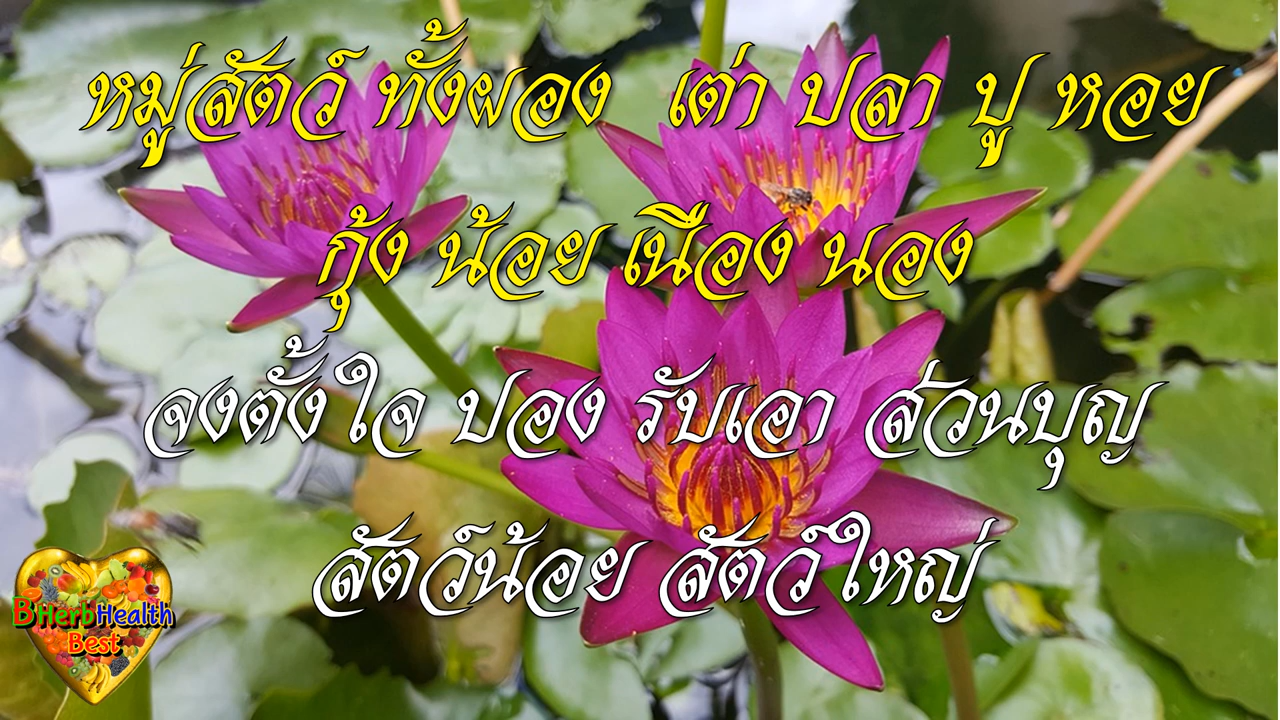 หมู่สัตว์ ทั้งผอง เต่า ปลา ปู หอย
กุ้ง น้อย เนือง นอง
จงตั้งใจ ปอง รับเอา ส่วนบุญ
สัตว์น้อย สัตว์ใหญ่
B HerbHealth
Best